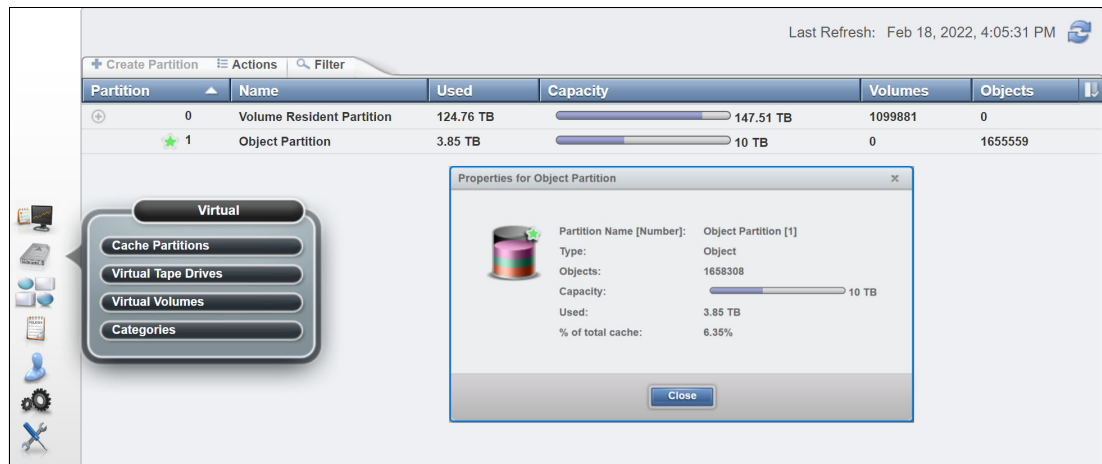 Last Refresh: Feb 18, 2022, 4:05:31 PM
Create Partition Actions Filter
Partition Name Used Capacity Volumes Objects
0 Volume Resident Partition 124.76 TB 147.51 TB 1099881 0
1 Object Partition 3.85 TB 10 TB 0 1655559
Properties for Object Partition
Partition Name [Number]: Object Partition [1]
Type: Object
Objects: 1658308
Capacity: 10 TB
Used: 3.85 TB
% of total cache: 6.35%
Close
Virtual
Cache Partitions
Virtual Tape Drives
Virtual Volumes
Categories